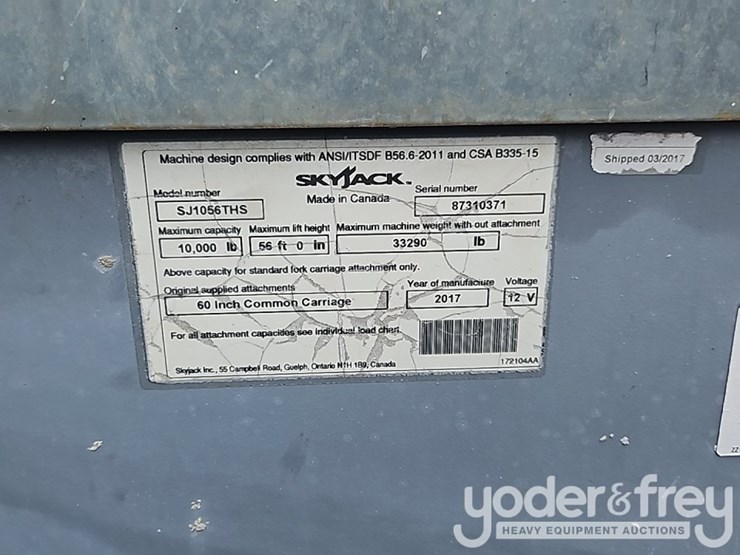 Machine design complies with ANSI/ITSDF B56.6-2011 and CSA B335-15
Shipped 03/2017
SKYJACK™
Made in Canada
Model number
SJ1056THS
Serial number
87310371
Maximum capacity
10,000 lb
Maximum lift height
56 ft 0 in
Maximum machine weight with out attachment
33290 lb
Above capacity for standard fork carriage attachment only.
Original supplied attachments
60 Inch Common Carriage
Year of manufacture
2017
Voltage
12 V
For all attachment capacities see individual load chart
172104AA
Skyjack Inc., 55 Campbell Road, Guelph, Ontario N1H 1B9, Canada
yoder&frey
HEAVY EQUIPMENT AUCTIONS